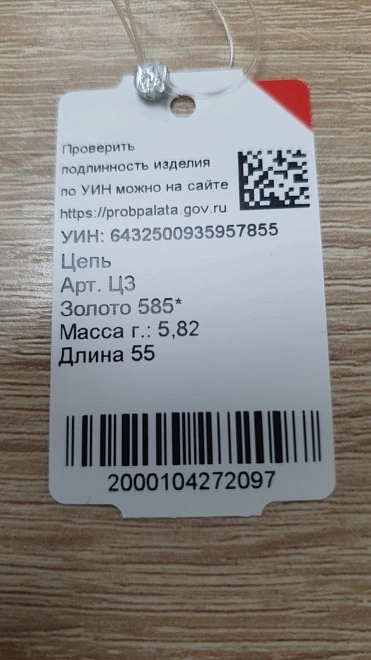 Проверить
подлинность изделия
по УИН можно на сайте
https://probpalata.gov.ru
УИН: 6432500935957855
Цепь
Арт. ЦЗ
Золото 585*
Масса г.: 5,82
Длина 55
2000104272097